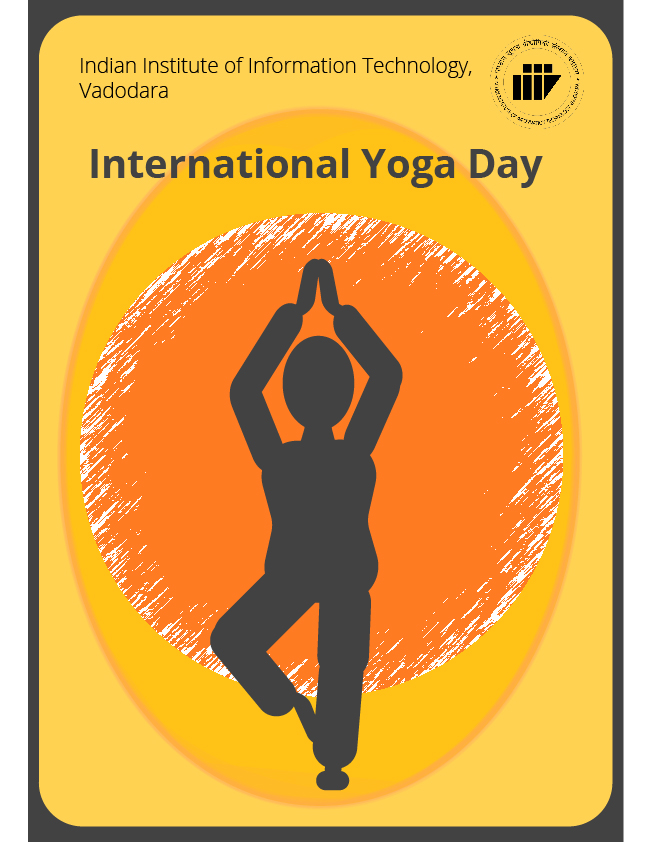 Indian Institute of Information Technology,
Vadodara
International Yoga Day